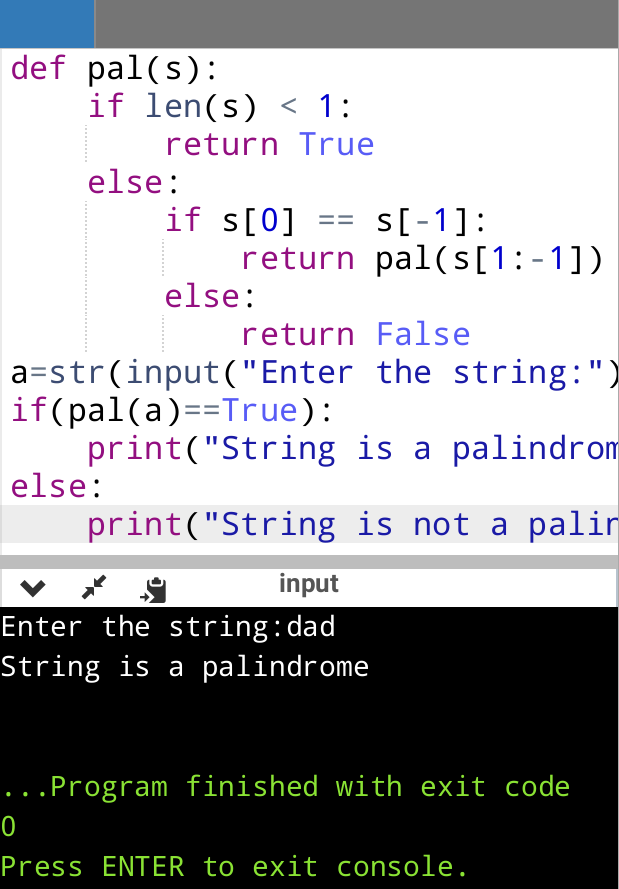 def pal(s):
    if len(s) < 1:
        return True
    else:
        if s[0] == s[-1]:
            return pal(s[1:-1])
        else:
            return False
a=str(input("Enter the string:")
if(pal(a)==True):
    print("String is a palindrom
else:
    print("String is not a palin
input
Enter the string:dad
String is a palindrome
...Program finished with exit code
0
Press ENTER to exit console.